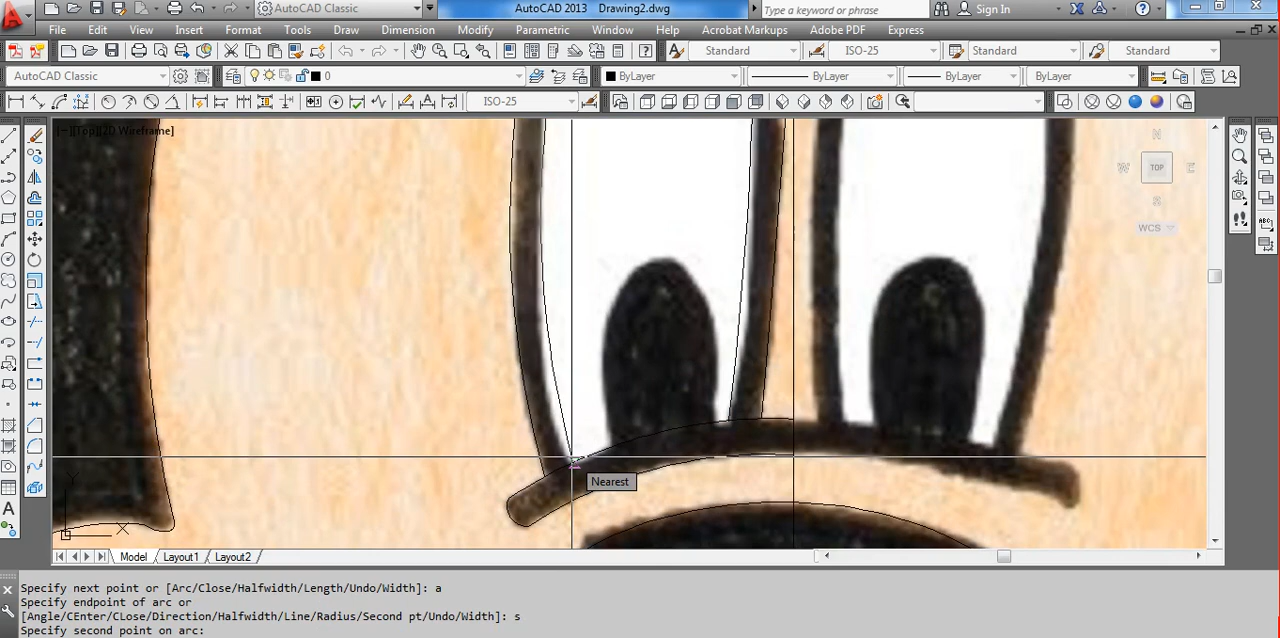 AutoCAD Classic
AutoCAD 2013 Drawing2.dwg
Type a keyword or phrase
Sign In
File Edit View Insert Format Tools Draw Dimension Modify Parametric Window Help Acrobat Markups Adobe PDF Express
Standard ISO-25 Standard Standard
AutoCAD Classic 0 ByLayer ByLayer ByLayer ByLayer
ISO-25
[−][Top][2D Wireframe]
N
W TOP E
S
WCS
Nearest
Y
X
Model Layout1 Layout2
Specify next point or [Arc/Close/Halfwidth/Length/Undo/Width]: a
Specify endpoint of arc or
[Angle/CEnter/CLose/Direction/Halfwidth/Line/Radius/Second pt/Undo/Width]: s
Specify second point on arc: